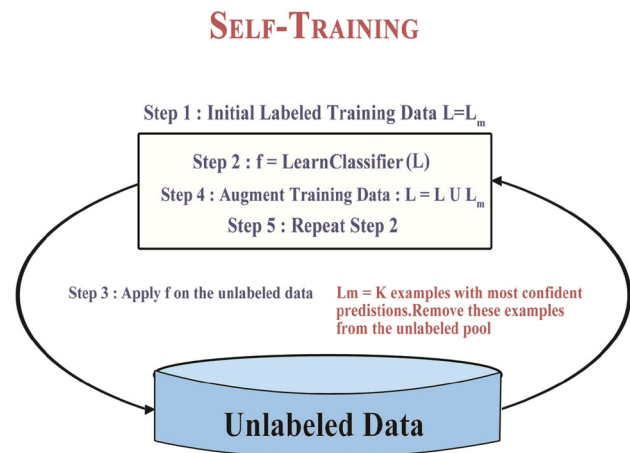 SELF-TRAINING
Step 1 : Initial Labeled Training Data L=Lm
Step 2 : f = LearnClassifier (L)
Step 4 : Augment Training Data : L = L U Lm
Step 5 : Repeat Step 2
Step 3 : Apply f on the unlabeled data
Lm = K examples with most confident
predistions.Remove these examples
from the unlabeled pool
Unlabeled Data